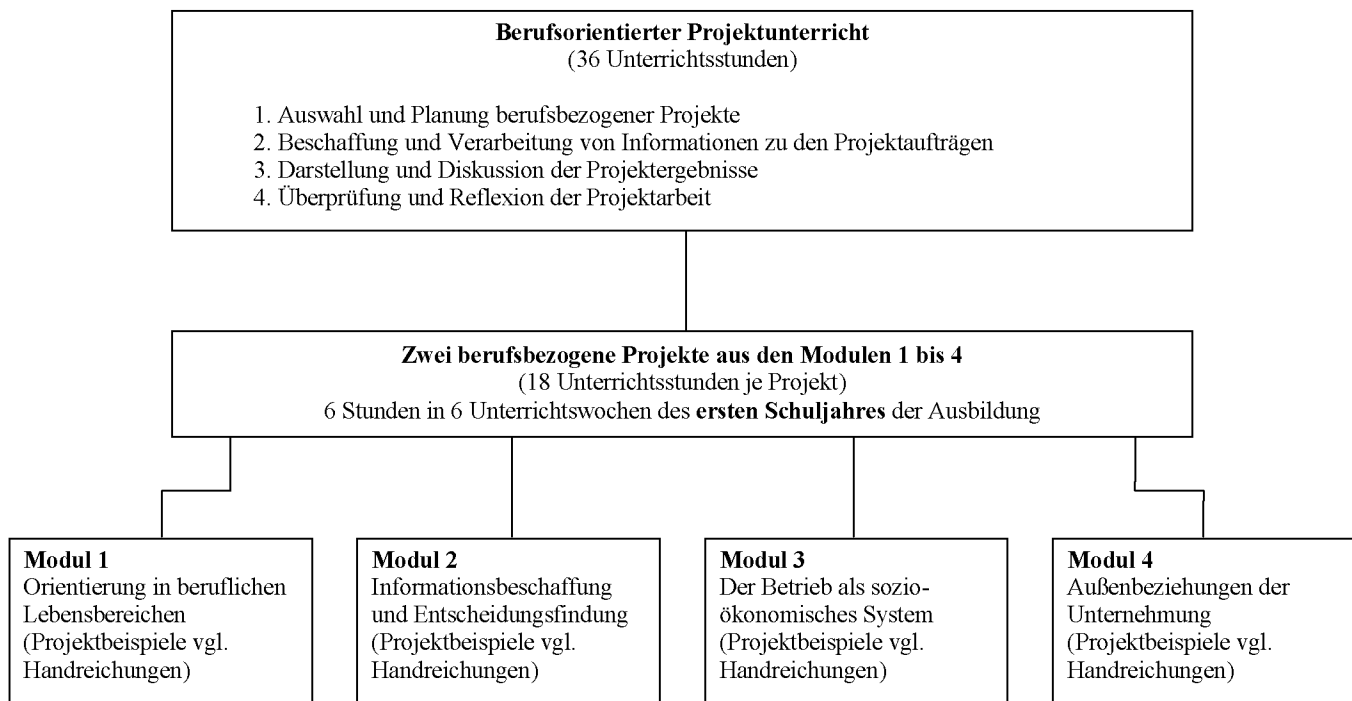 Berufsorientierter Projektunterricht
(36 Unterrichtsstunden)
1. Auswahl und Planung berufsbezogener Projekte
2. Beschaffung und Verarbeitung von Informationen zu den Projektaufträgen
3. Darstellung und Diskussion der Projektergebnisse
4. Überprüfung und Reflexion der Projektarbeit
Zwei berufsbezogene Projekte aus den Modulen 1 bis 4
(18 Unterrichtsstunden je Projekt)
6 Stunden in 6 Unterrichtswochen des ersten Schuljahres der Ausbildung
Modul 1
Orientierung in beruflichen
Lebensbereichen
(Projektbeispiele vgl.
Handreichungen)
Modul 2
Informationsbeschaffung
und Entscheidungsfindung
(Projektbeispiele vgl.
Handreichungen)
Modul 3
Der Betrieb als sozio-
ökonomisches System
(Projektbeispiele vgl.
Handreichungen)
Modul 4
Außenbeziehungen der
Unternehmung
(Projektbeispiele vgl.
Handreichungen)